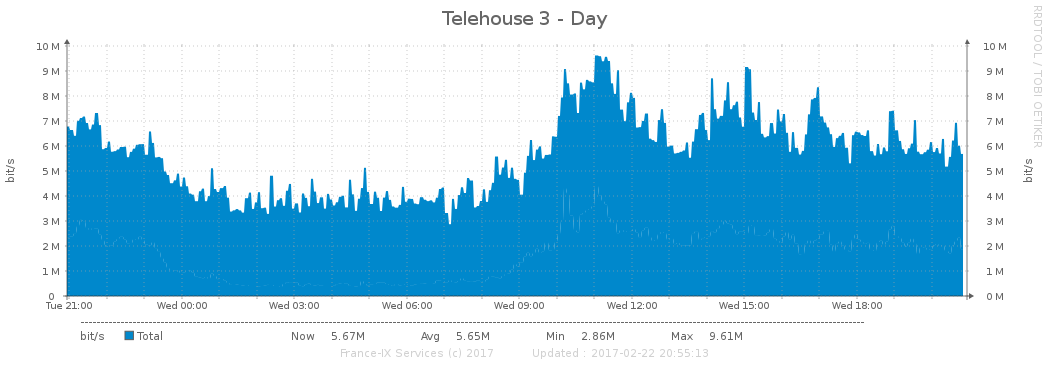 Telehouse 3 - Day
RRDTOOL / TOBI OETIKER
bit/s
10 M
9 M
8 M
7 M
6 M
5 M
4 M
3 M
2 M
1 M
0
10 M
9 M
8 M
7 M
6 M
5 M
4 M
3 M
2 M
1 M
0 M
bit/s
Tue 21:00 Wed 00:00 Wed 03:00 Wed 06:00 Wed 09:00 Wed 12:00 Wed 15:00 Wed 18:00
bit/s Total Now 5.67M Avg 5.65M Min 2.86M Max 9.61M
France-IX Services (c) 2017 Updated : 2017-02-22 20:55:13